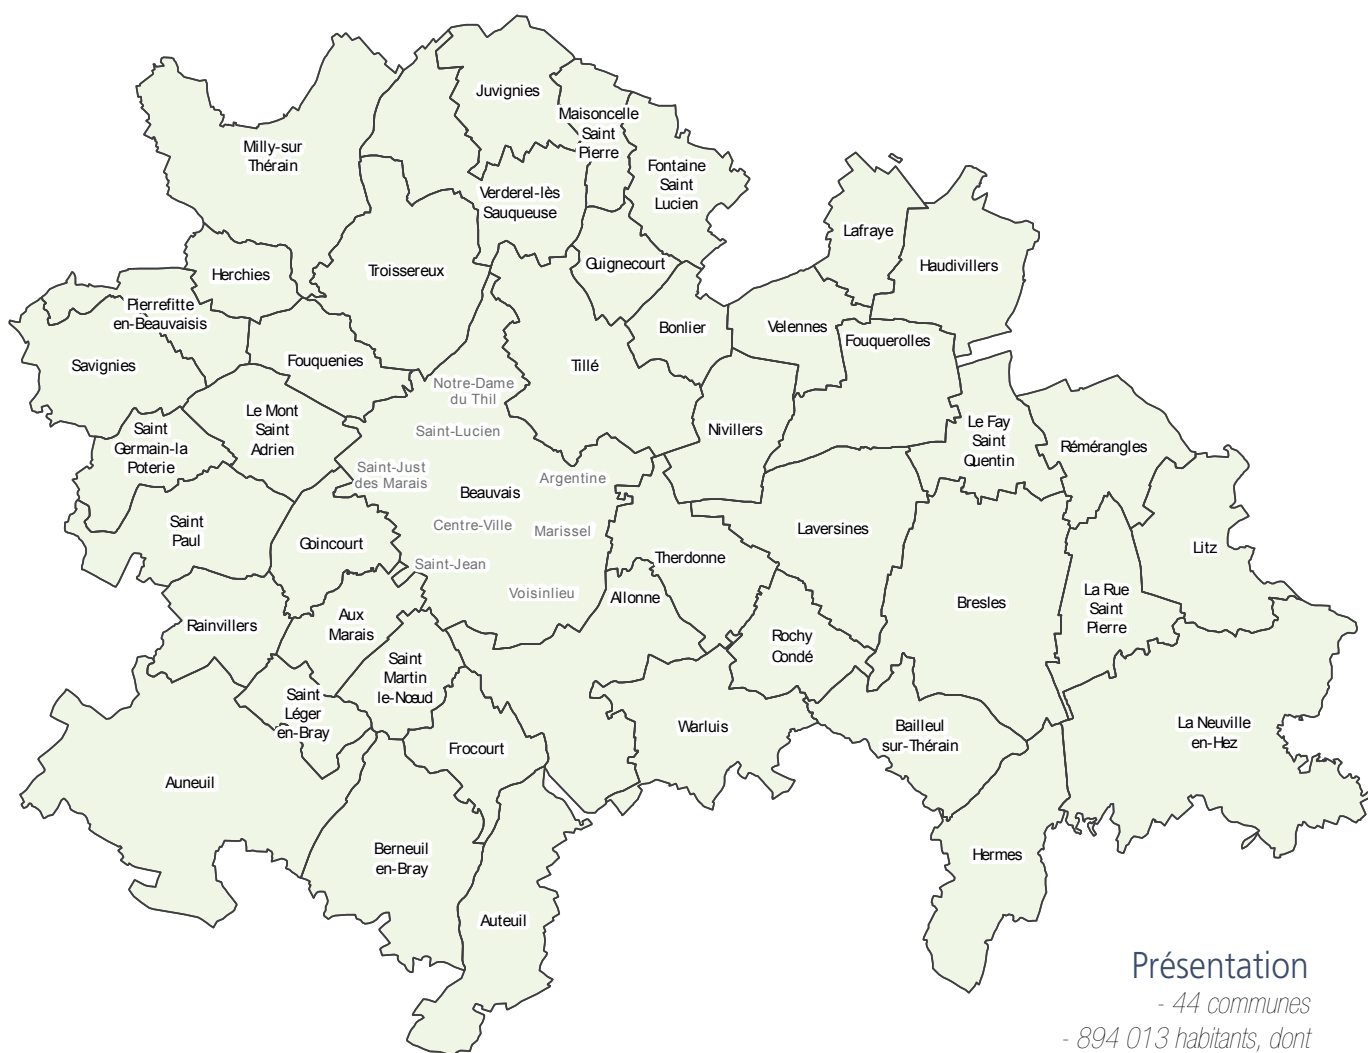 Juvignies
Maisoncelle
Saint
Pierre
Milly-sur
Thérain
Fontaine
Saint
Lucien
Verderel-lès
Sauqueuse
Lafraye
Haudivillers
Herchies
Troissereux
Guignecourt
Pierrefitte
en-Beauvaisis
Bonlier
Velennes
Fouquerolles
Savignies
Fouquenies
Tillé
Notre-Dame
du Thil
Saint-Lucien
Le Mont
Saint
Adrien
Saint
Germain-la
Poterie
Nivillers
Le Fay
Saint
Quentin
Rémérangles
Saint-Just
des Marais
Argentine
Beauvais
Saint
Paul
Goincourt
Centre-Ville
Marissel
Laversines
Litz
Saint-Jean
Therdonne
Voisinlieu
Allonne
Bresles
La Rue
Saint
Pierre
Rainvillers
Aux
Marais
Rochy
Condé
Saint
Martin
le-Nœud
Saint
Léger
en-Bray
Warluis
Bailleul
sur-Thérain
La Neuville
en-Hez
Frocourt
Auneuil
Berneuil
en-Bray
Hermes
Auteuil
Présentation
- 44 communes
- 894 013 habitants, dont